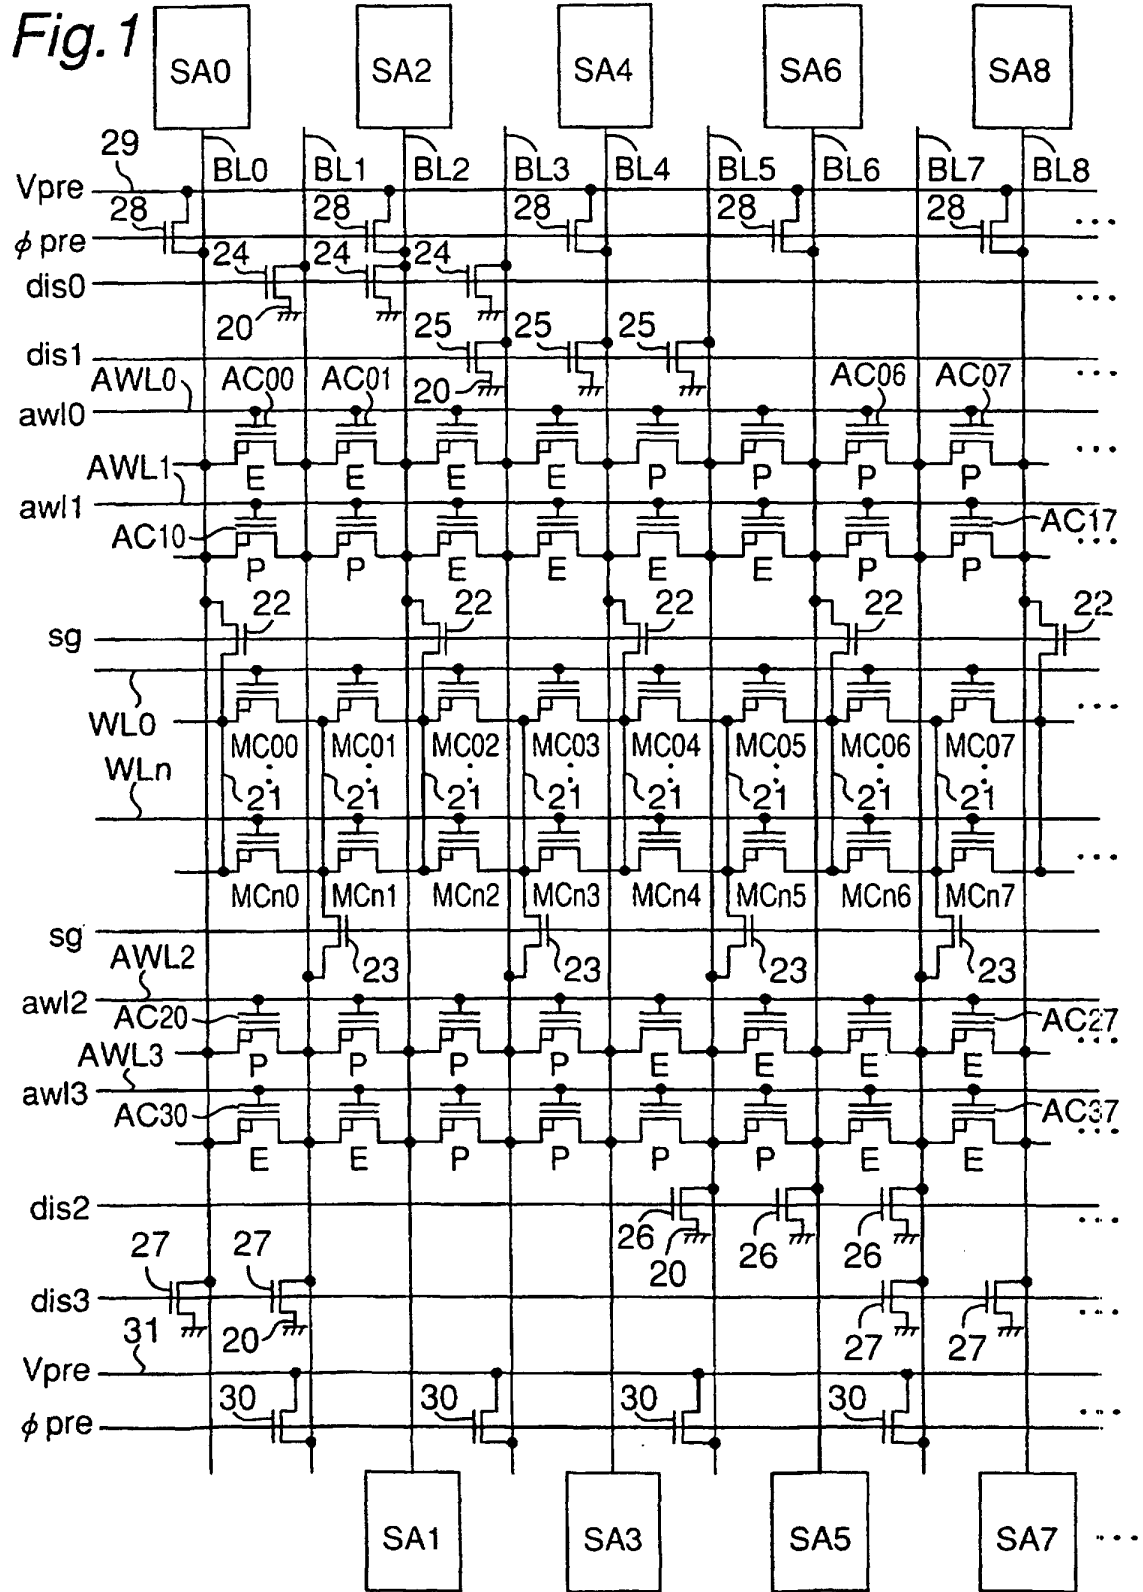 Fig.1
SA0 SA2 SA4 SA6 SA8
29 BL0 BL1 BL2 BL3 BL4 BL5 BL6 BL7 BL8
Vpre
28 28 28 28 28 ...
ϕ pre
24 24 24
dis0 ...
20
25 25 25
dis1 ...
20
AWL0 AC00 AC01 AC06 AC07
awl0 ...
AWL1 E E E E P P P P
awl1
AC10 AC17 ...
P P E E E E P P
22 22 22 22 22
sg
WL0 ...
MC00 MC01 MC02 MC03 MC04 MC05 MC06 MC07
WLn : : : : : : : :
21 21 21 21 21 21 21 21
...
MCn0 MCn1 MCn2 MCn3 MCn4 MCn5 MCn6 MCn7
sg
AWL2 23 23 23 23
awl2
AC20 AC27 ...
AWL3 P P P P E E E E
awl3
AC30 AC37 ...
E E P P P P E E
dis2 ...
26 20 26 26
27 27
dis3 ...
31 20 27 27
Vpre
30 30 30 30 ...
ϕ pre
SA1 SA3 SA5 SA7 ...